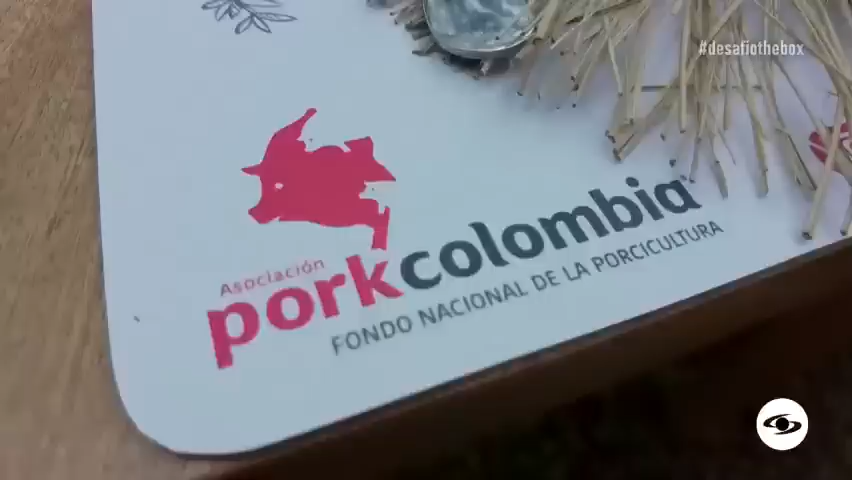 #desafiothebox
Asociación
porkcolombia
FONDO NACIONAL DE LA PORCICULTURA